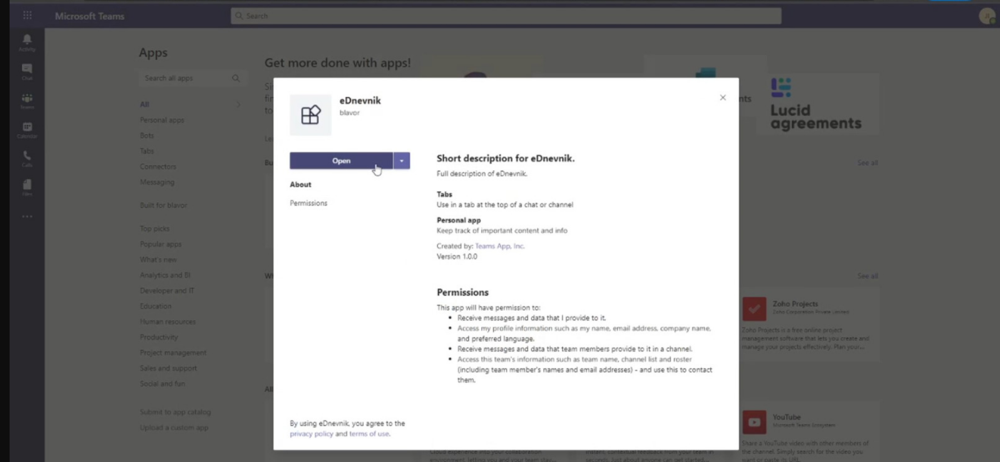 Microsoft Teams
Search
Activity
Chat
Teams
Calendar
Calls
Files
Apps
Search all apps
All
Personal apps
Bots
Tabs
Connectors
Messaging
Built for blavor
Top picks
Popular apps
What's new
Analytics and BI
Developer and IT
Education
Human resources
Productivity
Project management
Sales and support
Social and fun
Submit to app catalog
Upload a custom app
Get more done with apps!
eDnevnik
blavor
Open
About
Permissions
Short description for eDnevnik.
Full description of eDnevnik.
Tabs
Use in a tab at the top of a chat or channel
Personal app
Keep track of important content and info
Created by: Teams App, Inc.
Version 1.0.0
Permissions
This app will have permission to:
• Receive messages and data that I provide to it.
• Access my profile information such as my name, email address, company name,
and preferred language.
• Receive messages and data that team members provide to it in a channel.
• Access this team's information such as team name, channel list and roster
(including team member's names and email addresses) - and use this to contact
them.
By using eDnevnik, you agree to the
privacy policy and terms of use.
nts
Lucid
agreements
See all
See all
Zoho Projects
Zoho Corporation Private Limited
Zoho Projects is a free online project
management software that lets you create and
manage your projects effectively. Plan your...
YouTube
Microsoft Teams Ecosystem
Share a YouTube video with other members of
the channel. Simply search for the video you
want or paste its URL.
Cloud experience into your collaboration
environment, letting you and your team stay...
instant, contextual feedback from your team in
seconds. Just about anyone can get started...